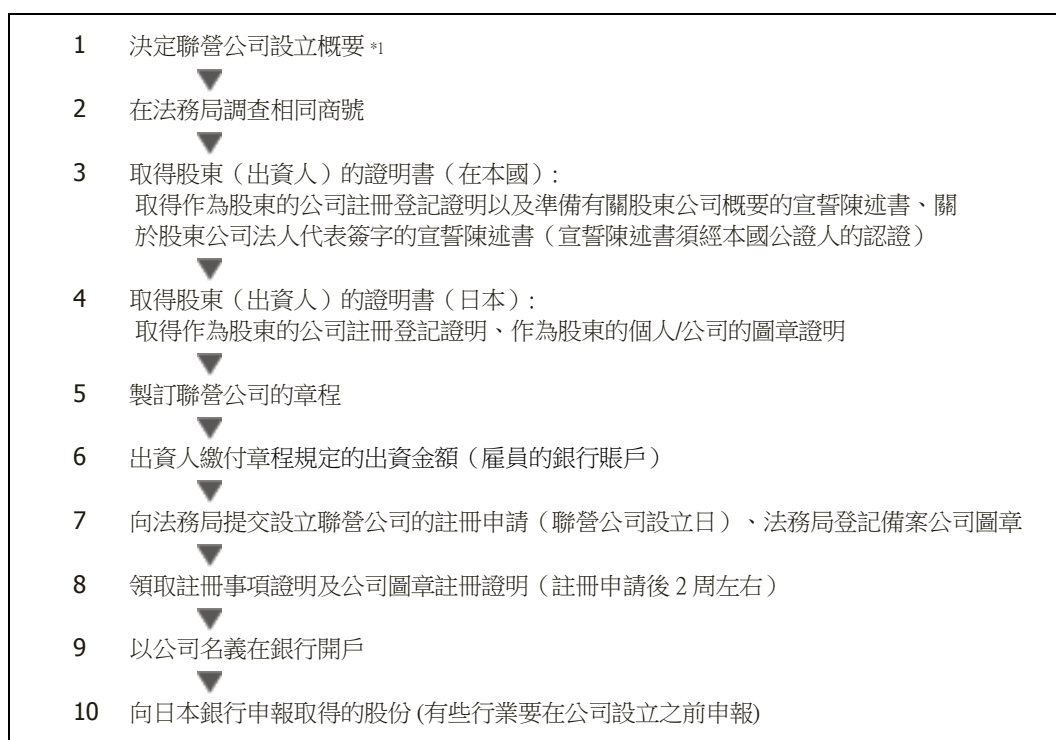 1 決定聯營公司設立概要 *1
2 在法務局調查相同商號
3 取得股東（出資人）的證明書（在本國）:
取得作為股東的公司註冊登記證明以及準備有關股東公司概要的宣誓陳述書、關
於股東公司法人代表簽字的宣誓陳述書（宣誓陳述書須經本國公證人的認證）
4 取得股東（出資人）的證明書（日本）:
取得作為股東的公司註冊登記證明、作為股東的個人/公司的圖章證明
5 製訂聯營公司的章程
6 出資人繳付章程規定的出資金額（雇員的銀行賬戶）
7 向法務局提交設立聯營公司的註冊申請（聯營公司設立日）、法務局登記備案公司圖章
8 領取註冊事項證明及公司圖章註冊證明（註冊申請後 2 周左右）
9 以公司名義在銀行開戶
10 向日本銀行申報取得的股份 (有些行業要在公司設立之前申報)